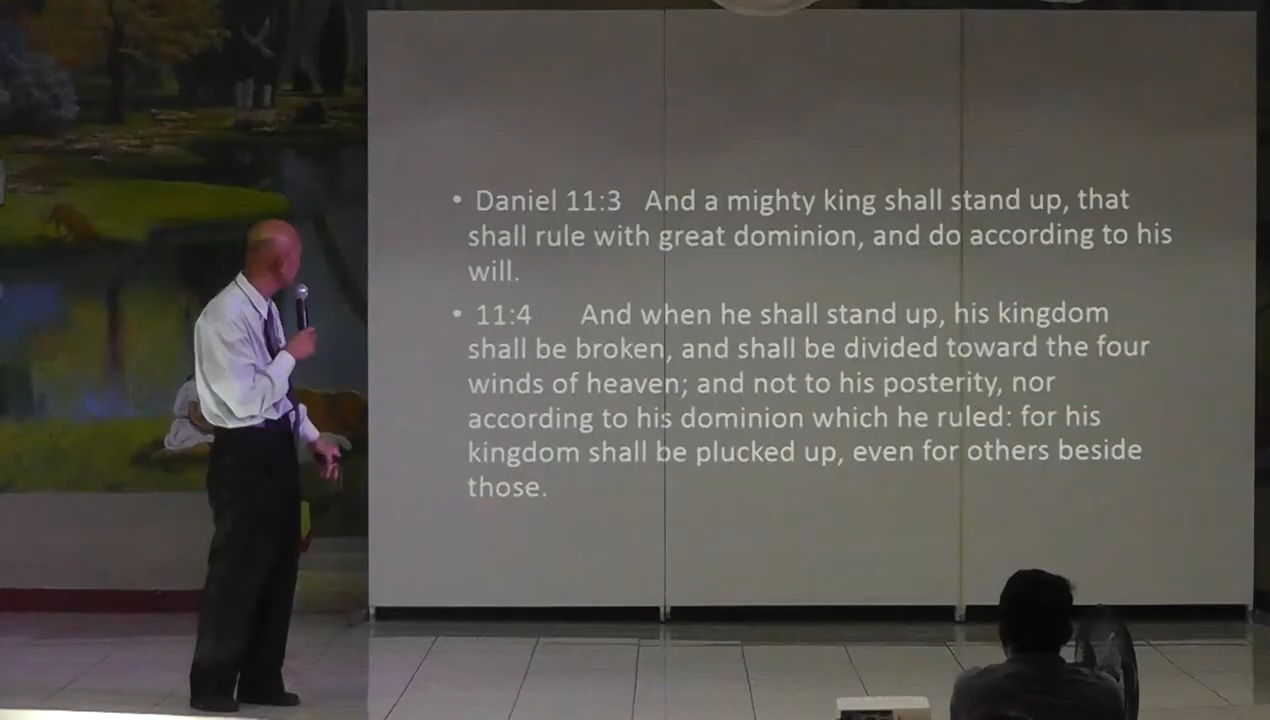 • Daniel 11:3 And a mighty king shall stand up, that
shall rule with great dominion, and do according to his
will.
• 11:4 And when he shall stand up, his kingdom
shall be broken, and shall be divided toward the four
winds of heaven; and not to his posterity, nor
according to his dominion which he ruled: for his
kingdom shall be plucked up, even for others beside
those.